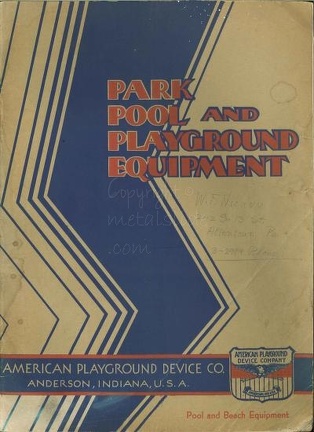 PARK
POOL AND
PLAYGROUND
EQUIPMENT
Copyright
metals
.com
AMERICAN PLAYGROUND DEVICE CO.
ANDERSON, INDIANA, U.S.A.
AMERICAN PLAYGROUND
DEVICE COMPANY
Pool and Beach Equipment